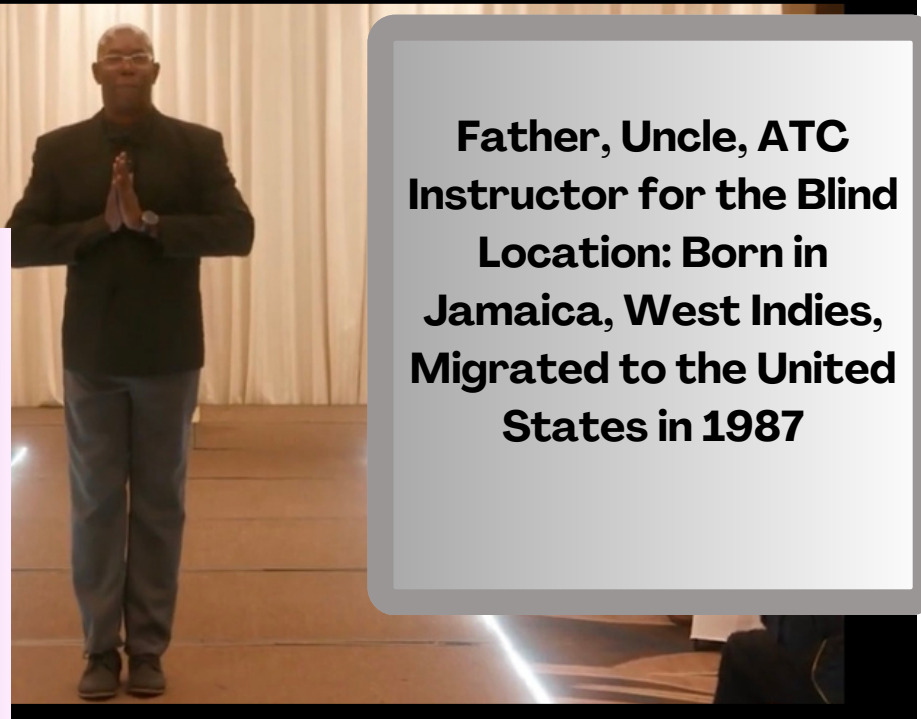 Father, Uncle, ATC
Instructor for the Blind
Location: Born in
Jamaica, West Indies,
Migrated to the United
States in 1987